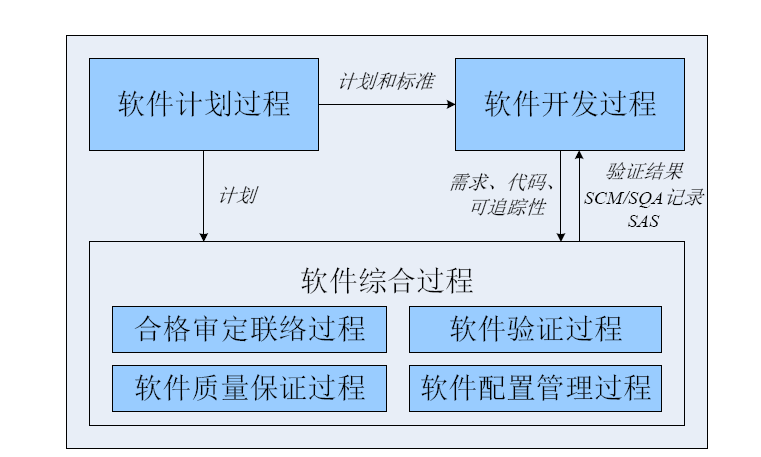 软件计划过程
计划和标准
软件开发过程
计划
需求、代码、
可追踪性
验证结果
SCM/SQA记录
SAS
软件综合过程
合格审定联络过程
软件验证过程
软件质量保证过程
软件配置管理过程